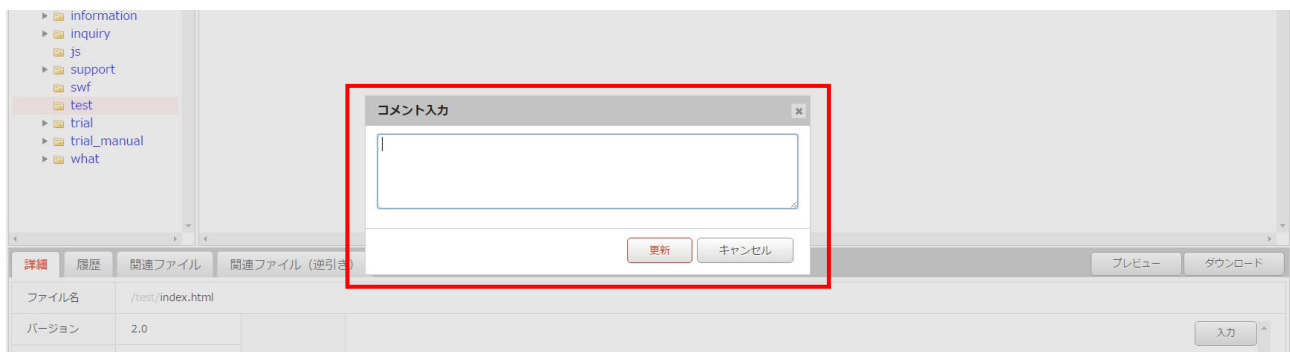 information
inquiry
js
support
swf
test
trial
trial_manual
what
コメント入力
更新 キャンセル
詳細 履歴 関連ファイル 関連ファイル（逆引き） プレビュー ダウンロード
ファイル名 /test/index.html
バージョン 2.0 入力